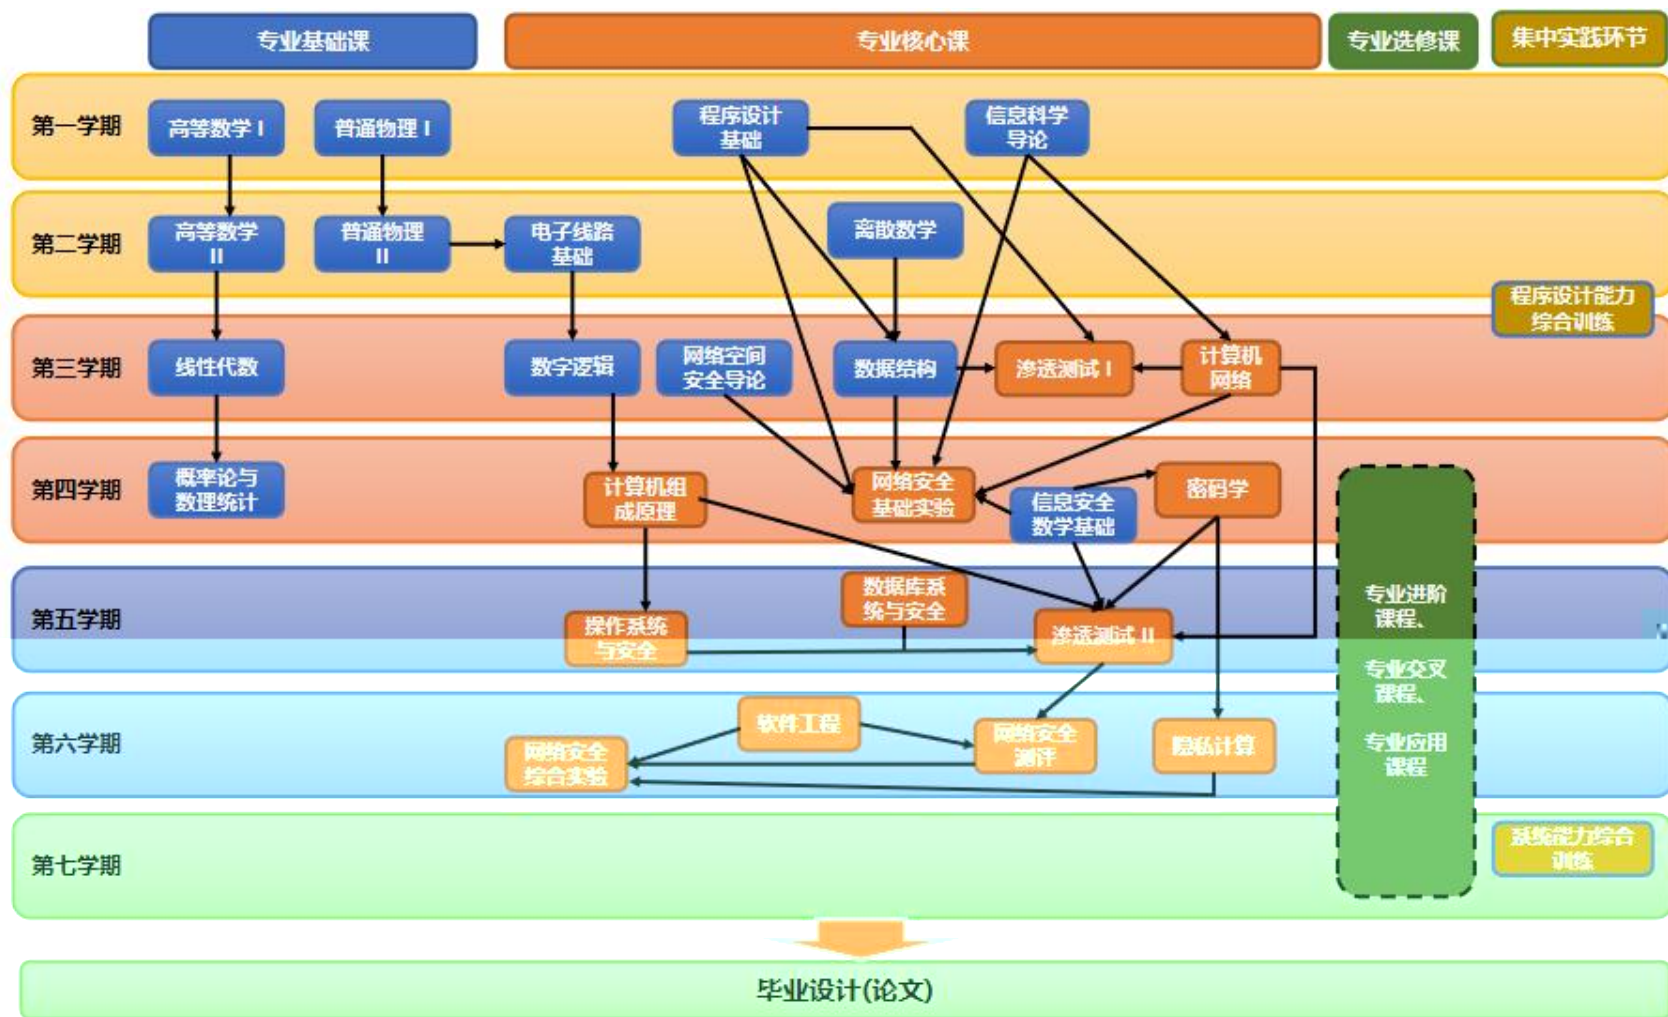 专业基础课
专业核心课
专业选修课
集中实践环节
第一学期
高等数学 I
普通物理 I
程序设计
基础
信息科学
导论
第二学期
高等数学
II
普通物理
II
电子线路
基础
离散数学
程序设计能力
综合训练
第三学期
线性代数
数字逻辑
网络空间
安全导论
数据结构
渗透测试 I
计算机
网络
第四学期
概率论与
数理统计
计算机组
成原理
网络安全
基础实验
信息安全
数学基础
密码学
第五学期
操作系统
与安全
数据库系
统与安全
渗透测试 II
专业进阶
课程、
专业交叉
课程、
专业应用
课程
第六学期
网络安全
综合实验
软件工程
网络安全
测评
隐私计算
第七学期
系统能力综合
训练
毕业设计(论文)